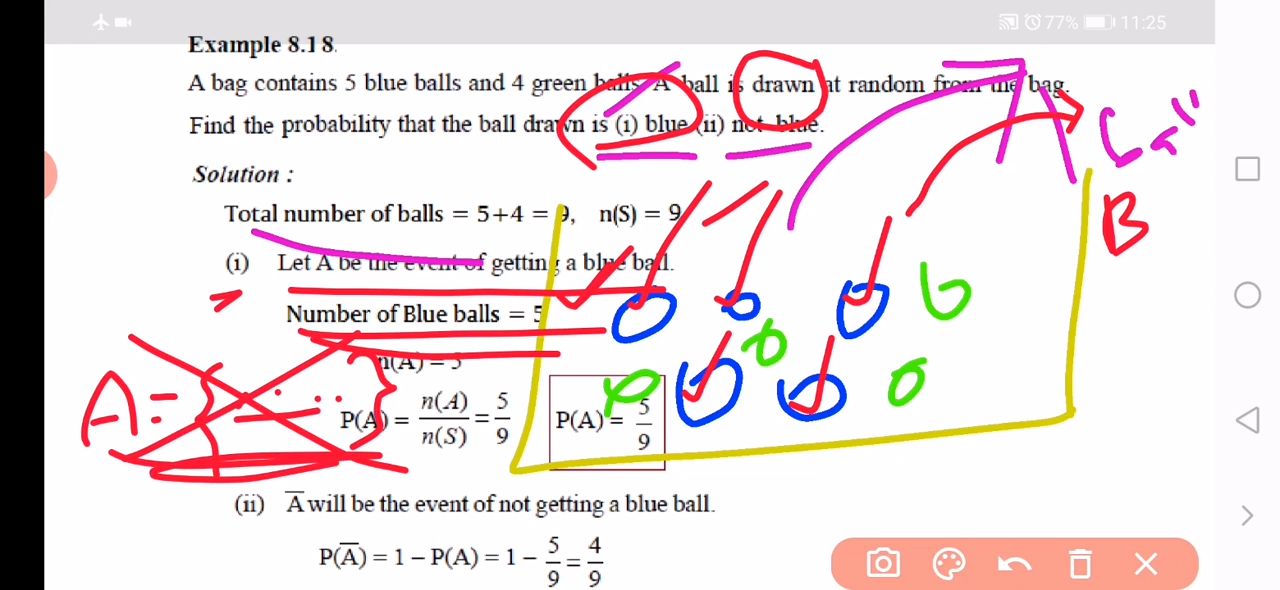 77% 11:25
Example 8.18.
A bag contains 5 blue balls and 4 green balls. A ball is drawn at random from the bag.
Find the probability that the ball drawn is (i) blue (ii) not blue.
Solution :
Total number of balls = 5+4 = 9, n(S) = 9
(i) Let A be the event of getting a blue ball.
B
Number of Blue balls = 5
n(A) = 5
A = {
P(A) = n(A)/n(S) = 5/9 P(A) = 5/9
(ii) A̅ will be the event of not getting a blue ball.
P(A̅) = 1 − P(A) = 1 − 5/9 = 4/9